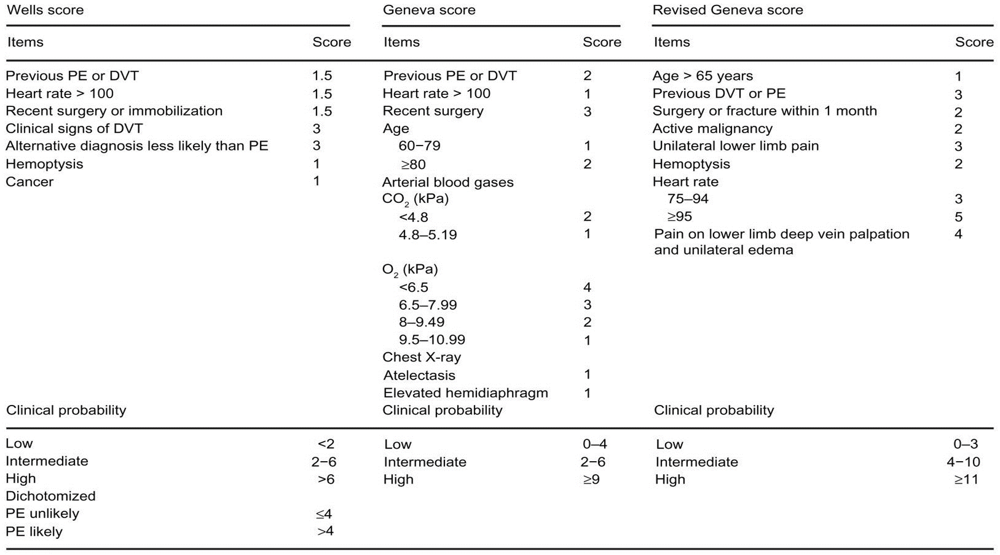 Wells score Geneva score Revised Geneva score
Items Score Items Score Items Score
Previous PE or DVT 1.5 Previous PE or DVT 2 Age > 65 years 1
Heart rate > 100 1.5 Heart rate > 100 1 Previous DVT or PE 3
Recent surgery or immobilization 1.5 Recent surgery 3 Surgery or fracture within 1 month 2
Clinical signs of DVT 3 Age Active malignancy 2
Alternative diagnosis less likely than PE 3 60−79 1 Unilateral lower limb pain 3
Hemoptysis 1 ≥80 2 Hemoptysis 2
Cancer 1 Arterial blood gases Heart rate
CO2 (kPa) 75–94 3
<4.8 2 ≥95 5
4.8–5.19 1 Pain on lower limb deep vein palpation 4
and unilateral edema
O2 (kPa)
<6.5 4
6.5–7.99 3
8–9.49 2
9.5–10.99 1
Chest X-ray
Atelectasis 1
Elevated hemidiaphragm 1
Clinical probability Clinical probability Clinical probability
Low <2 Low 0–4 Low 0–3
Intermediate 2−6 Intermediate 2−6 Intermediate 4−10
High >6 High ≥9 High ≥11
Dichotomized
PE unlikely ≤4
PE likely >4